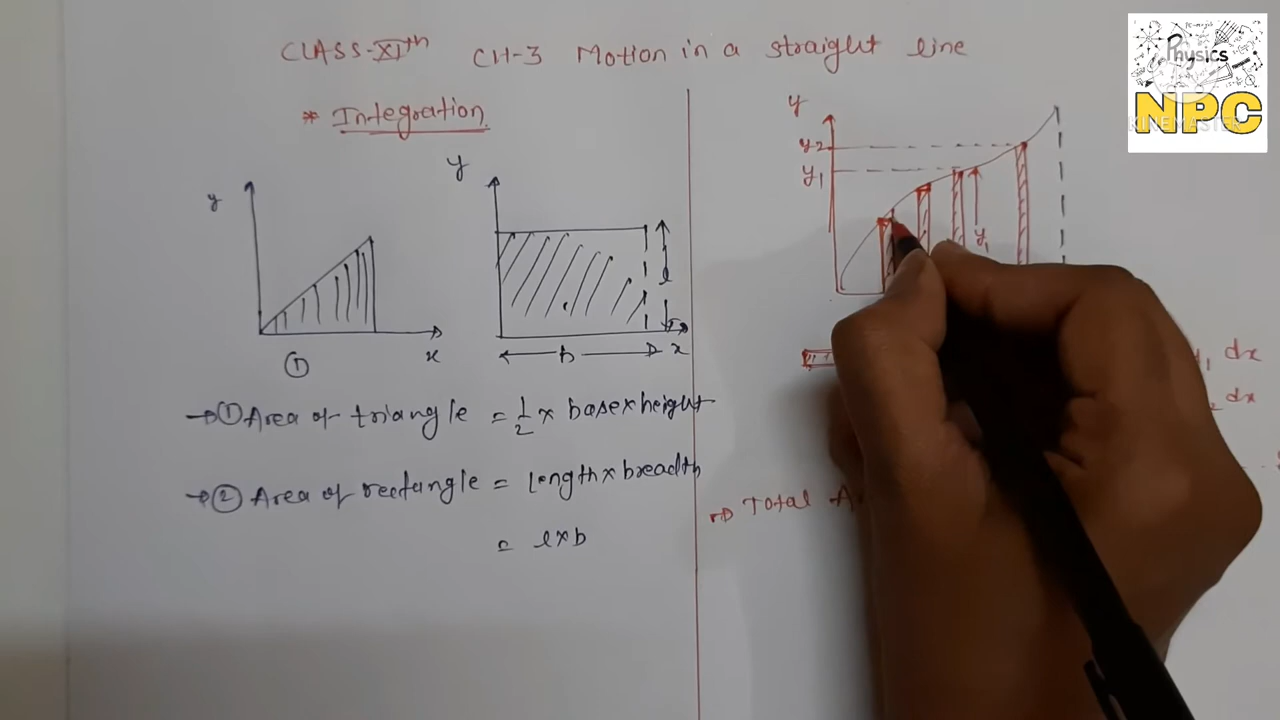 CLASS-XIth CH-3 Motion in a straight line
* Integration
y
x
①
y
l
b
x
→① Area of triangle = 1/2 x base x height
→② Area of rectangle = length x breadth
= l x b
y
y2
y1
y1
dx
dx
⇒ Total
Physics
NPC
KINEMASTER